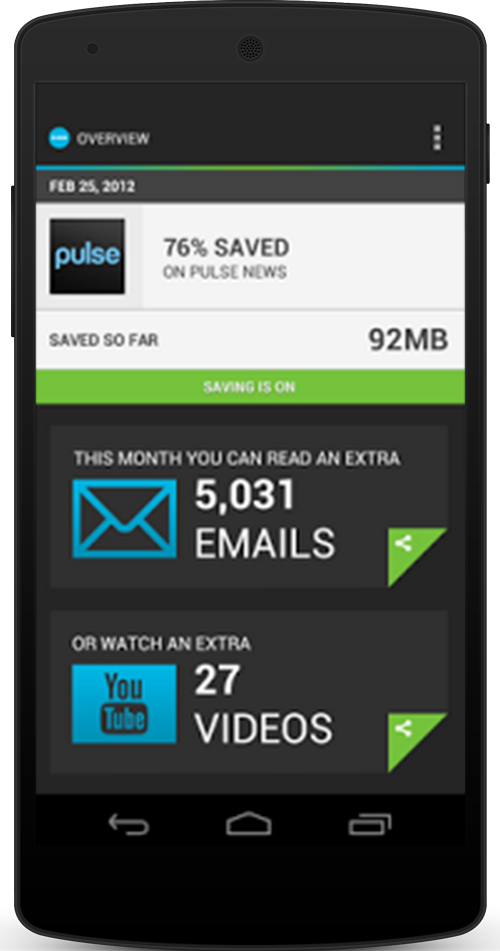 OVERVIEW
FEB 25, 2012
pulse
76% SAVED
ON PULSE NEWS
SAVED SO FAR
92MB
SAVING IS ON
THIS MONTH YOU CAN READ AN EXTRA
5,031
EMAILS
OR WATCH AN EXTRA
You
Tube
27
VIDEOS